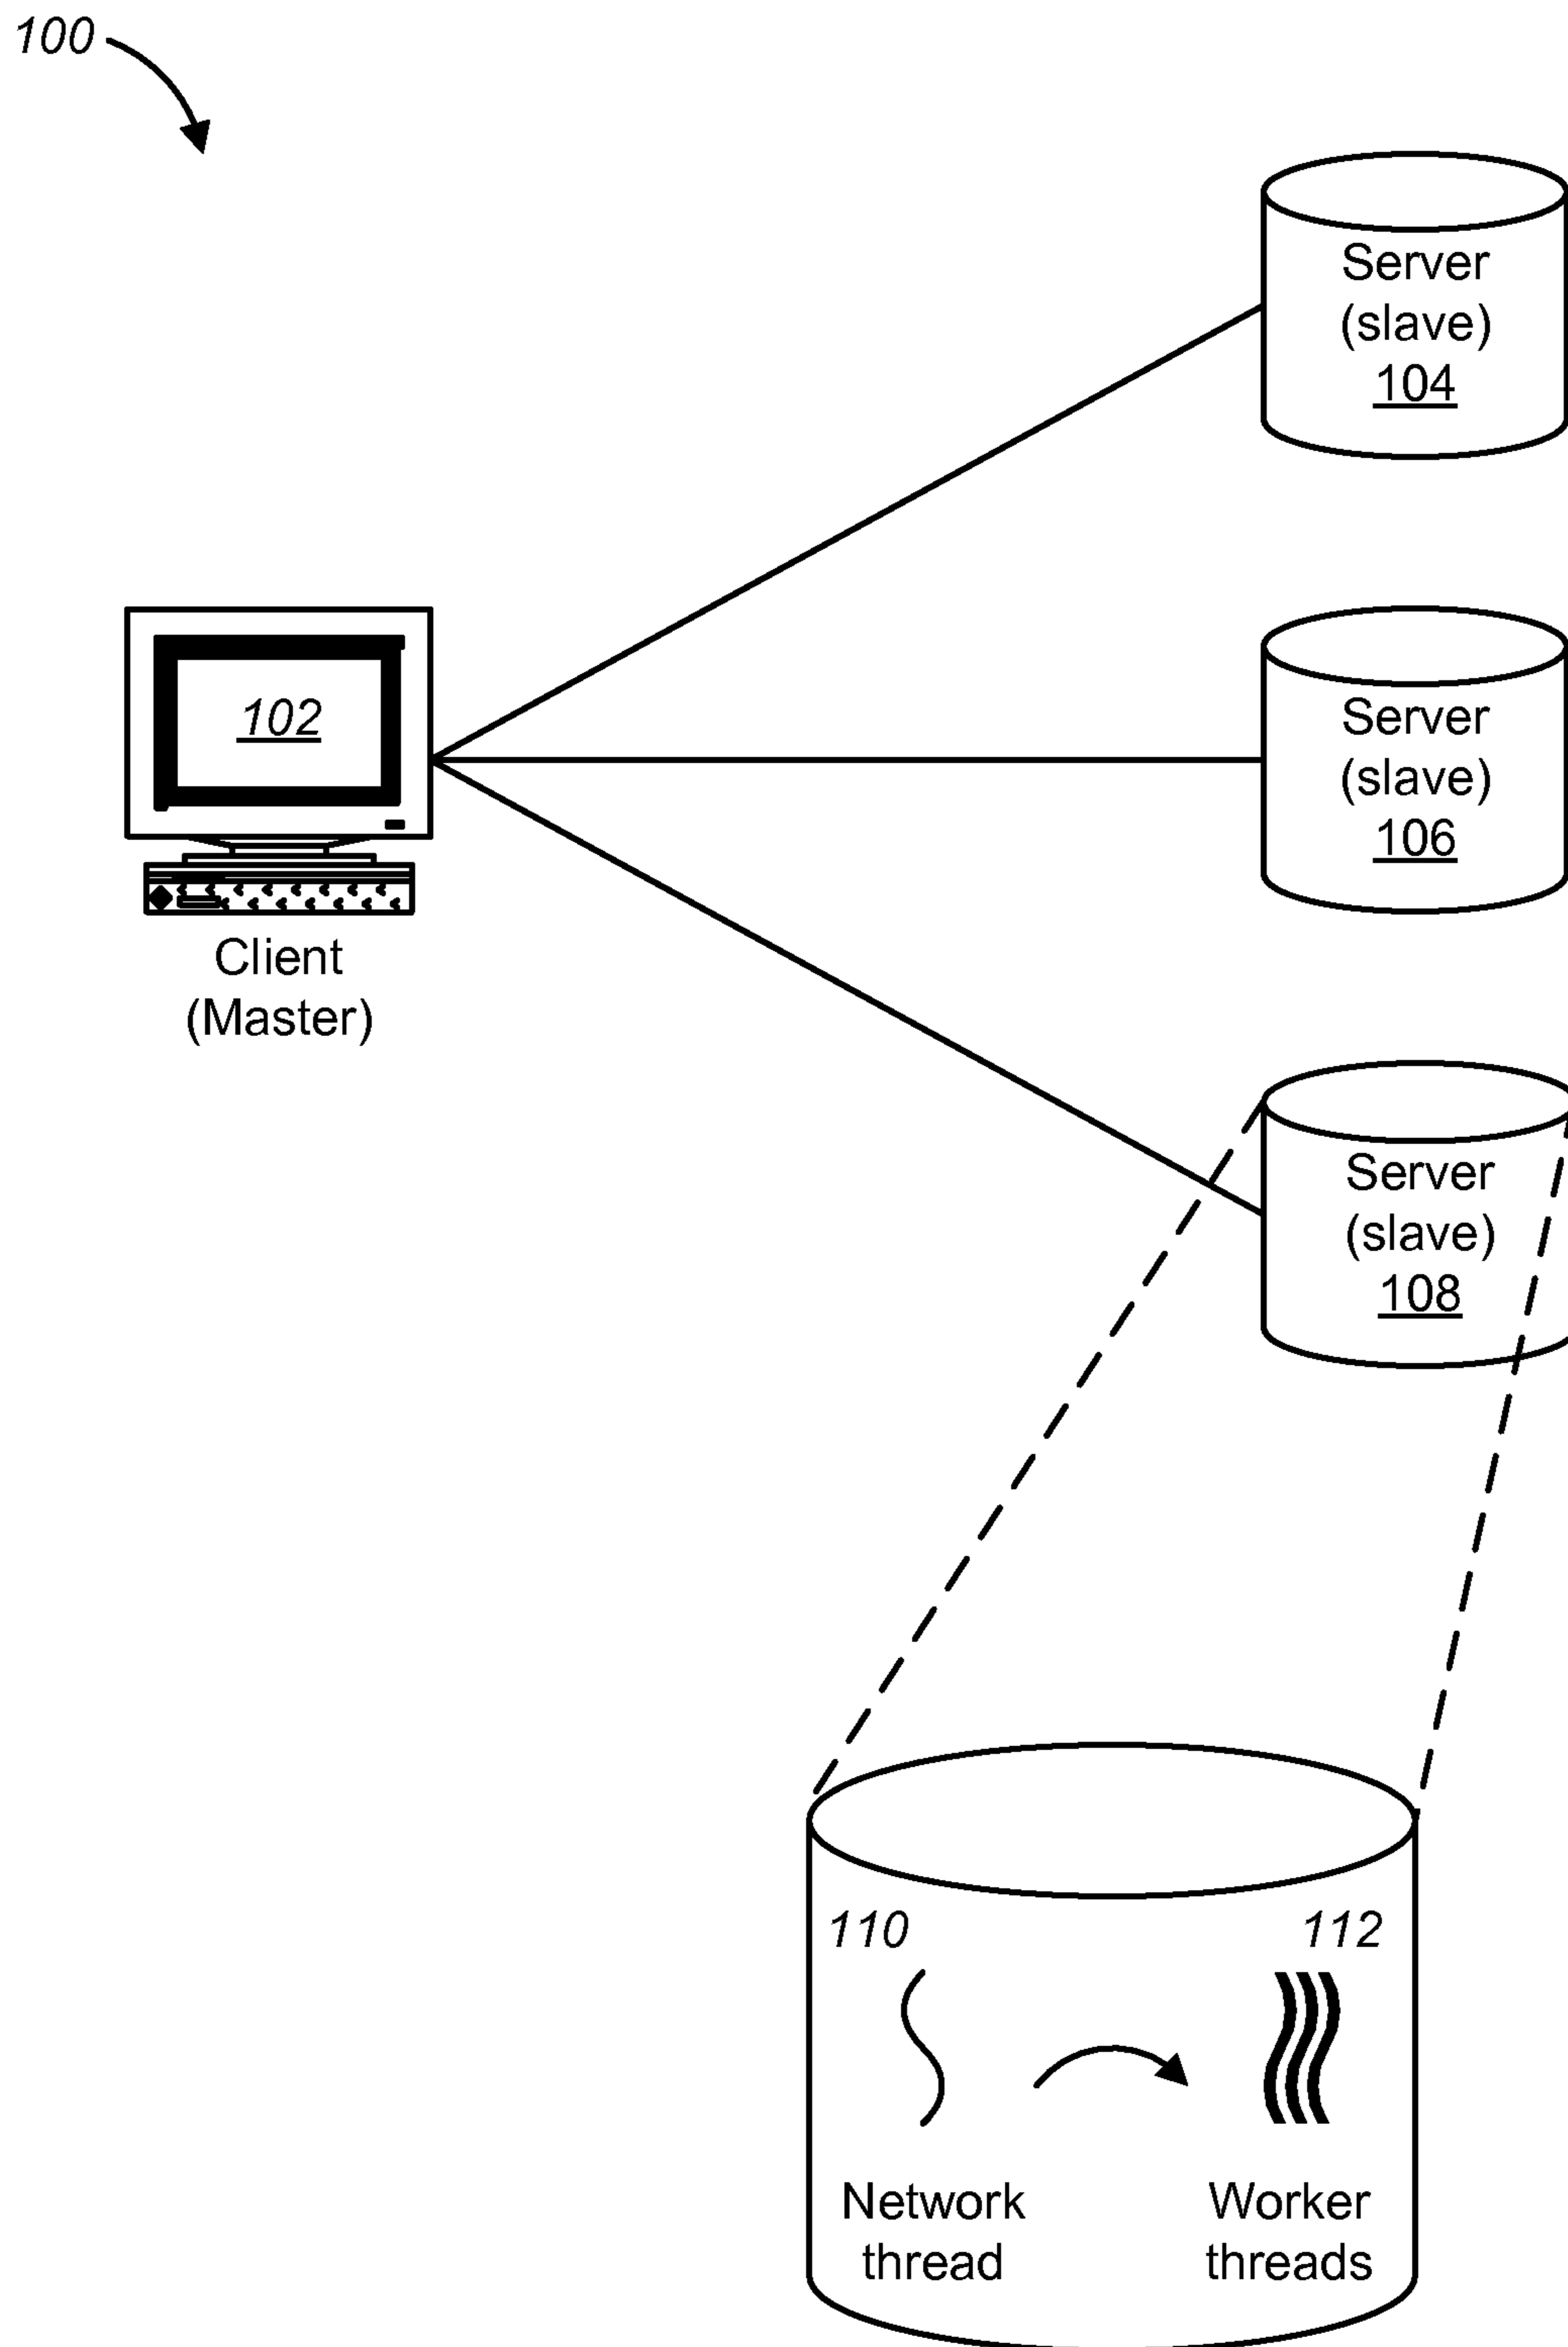 100
Server
(slave)
104
102
Client
(Master)
Server
(slave)
106
Server
(slave)
108
110
112
Network
thread
Worker
threads